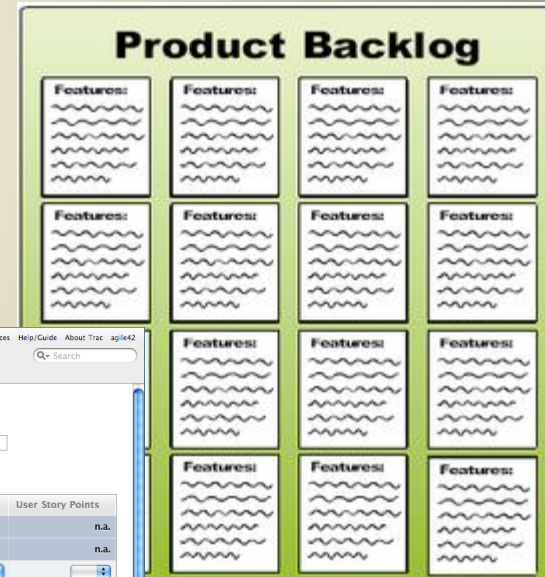 Product Backlog
Features: Features: Features: Features:
Features: Features: Features: Features:
Help/Guide About Trac agile42
Search
Features: Features: Features:
Features: Features: Features:
User Story Points
n.a.
n.a.